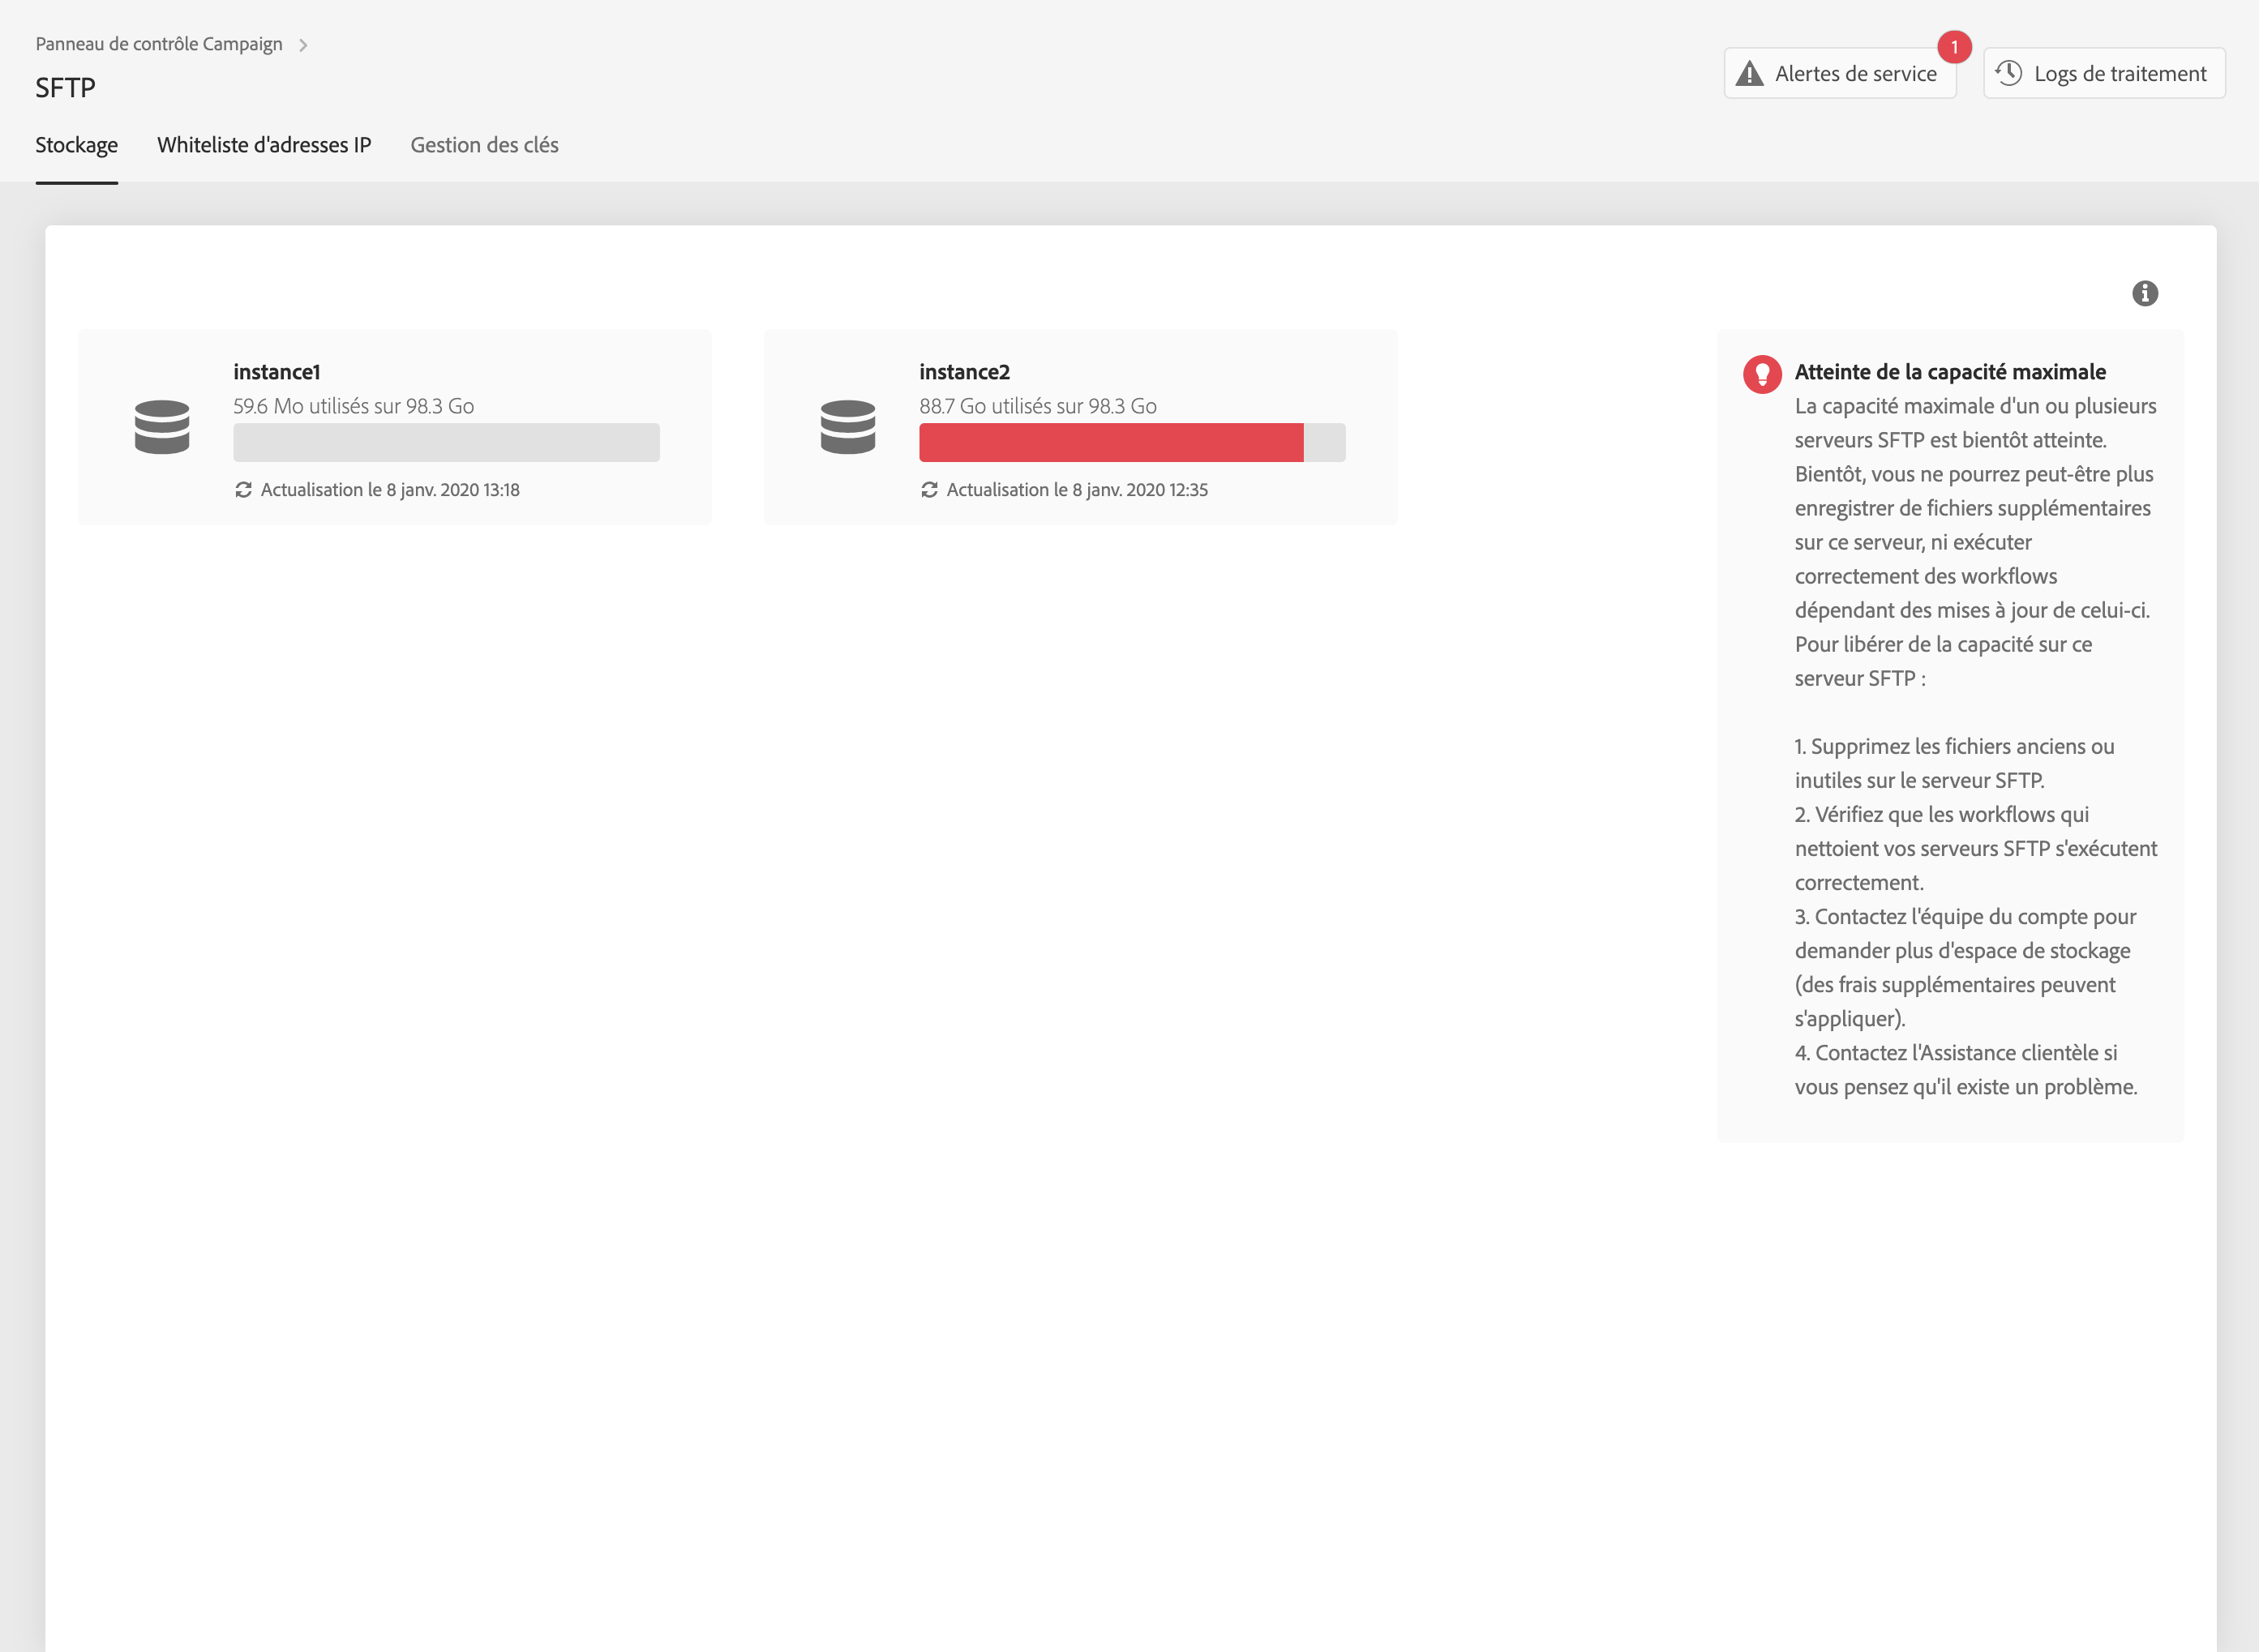 Panneau de contrôle Campaign
SFTP
1
Alertes de service
Logs de traitement
Stockage
Whiteliste d'adresses IP
Gestion des clés
instance1
59.6 Mo utilisés sur 98.3 Go
Actualisation le 8 janv. 2020 13:18
instance2
88.7 Go utilisés sur 98.3 Go
Actualisation le 8 janv. 2020 12:35
Atteinte de la capacité maximale
La capacité maximale d'un ou plusieurs
serveurs SFTP est bientôt atteinte.
Bientôt, vous ne pourrez peut-être plus
enregistrer de fichiers supplémentaires
sur ce serveur, ni exécuter
correctement des workflows
dépendant des mises à jour de celui-ci.
Pour libérer de la capacité sur ce
serveur SFTP :
1. Supprimez les fichiers anciens ou
inutiles sur le serveur SFTP.
2. Vérifiez que les workflows qui
nettoient vos serveurs SFTP s'exécutent
correctement.
3. Contactez l'équipe du compte pour
demander plus d'espace de stockage
(des frais supplémentaires peuvent
s'appliquer).
4. Contactez l'Assistance clientèle si
vous pensez qu'il existe un problème.